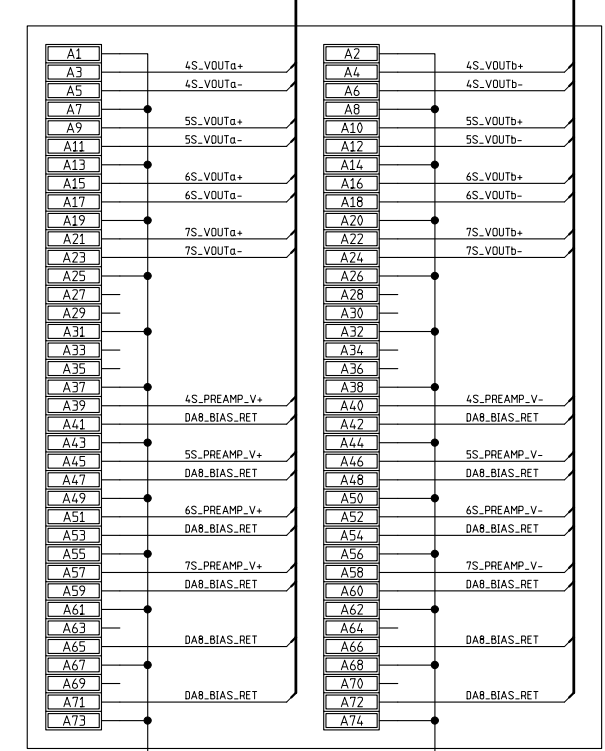 A1 A2
A3 4S_VOUTa+ A4 4S_VOUTb+
A5 4S_VOUTa- A6 4S_VOUTb-
A7 A8
A9 5S_VOUTa+ A10 5S_VOUTb+
A11 5S_VOUTa- A12 5S_VOUTb-
A13 A14
A15 6S_VOUTa+ A16 6S_VOUTb+
A17 6S_VOUTa- A18 6S_VOUTb-
A19 A20
A21 7S_VOUTa+ A22 7S_VOUTb+
A23 7S_VOUTa- A24 7S_VOUTb-
A25 A26
A27 A28
A29 A30
A31 A32
A33 A34
A35 A36
A37 A38
A39 4S_PREAMP_V+ A40 4S_PREAMP_V-
A41 DA8_BIAS_RET A42 DA8_BIAS_RET
A43 A44
A45 5S_PREAMP_V+ A46 5S_PREAMP_V-
A47 DA8_BIAS_RET A48 DA8_BIAS_RET
A49 A50
A51 6S_PREAMP_V+ A52 6S_PREAMP_V-
A53 DA8_BIAS_RET A54 DA8_BIAS_RET
A55 A56
A57 7S_PREAMP_V+ A58 7S_PREAMP_V-
A59 DA8_BIAS_RET A60 DA8_BIAS_RET
A61 A62
A63 A64
A65 DA8_BIAS_RET A66 DA8_BIAS_RET
A67 A68
A69 A70
A71 DA8_BIAS_RET A72 DA8_BIAS_RET
A73 A74